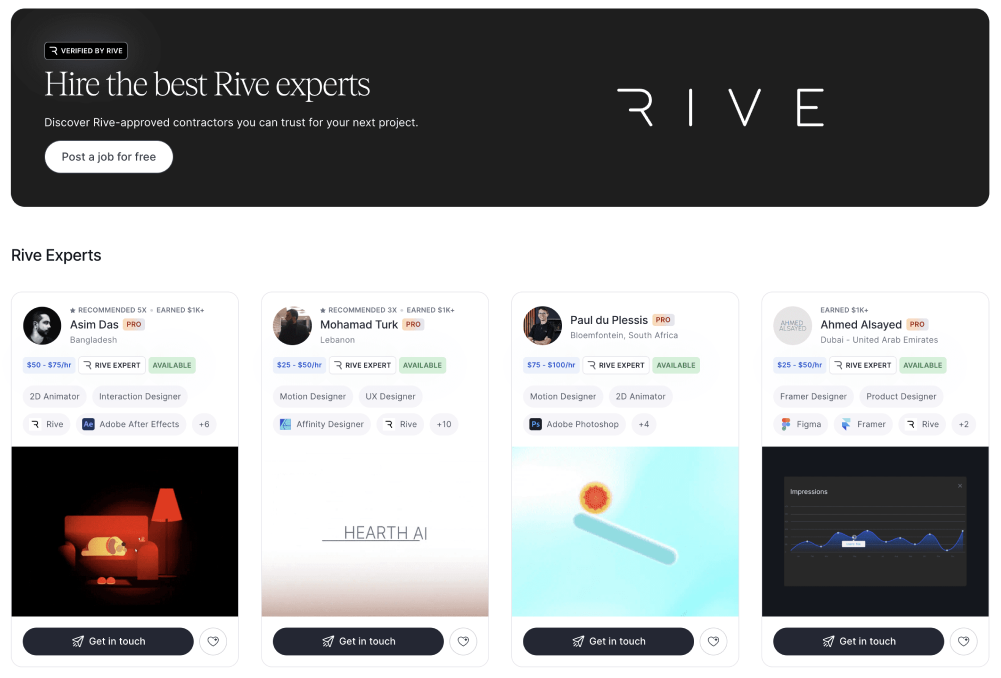 VERIFIED BY RIVE
Hire the best Rive experts
Discover Rive-approved contractors you can trust for your next project.
Post a job for free
RIVE
Rive Experts
RECOMMENDED 5X • EARNED $1K+
Asim Das PRO
Bangladesh
$50 - $75/hr RIVE EXPERT AVAILABLE
2D Animator Interaction Designer
Rive Ae Adobe After Effects +6
Get in touch
RECOMMENDED 3X • EARNED $1K+
Mohamad Turk PRO
Lebanon
$25 - $50/hr RIVE EXPERT AVAILABLE
Motion Designer UX Designer
Affinity Designer Rive +10
HEARTH AI
Get in touch
Paul du Plessis PRO
Bloemfontein, South Africa
$75 - $100/hr RIVE EXPERT AVAILABLE
Motion Designer 2D Animator
Ps Adobe Photoshop +4
Get in touch
AHMED
ALSAYED
EARNED $1K+
Ahmed Alsayed PRO
Dubai - United Arab Emirates
$25 - $50/hr RIVE EXPERT AVAILABLE
Framer Designer Product Designer
Figma Framer Rive +2
Impressions
Get in touch